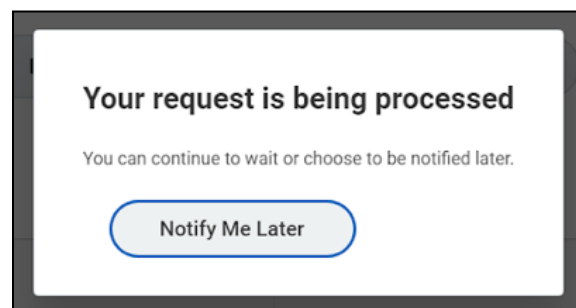 Your request is being processed
You can continue to wait or choose to be notified later.
Notify Me Later